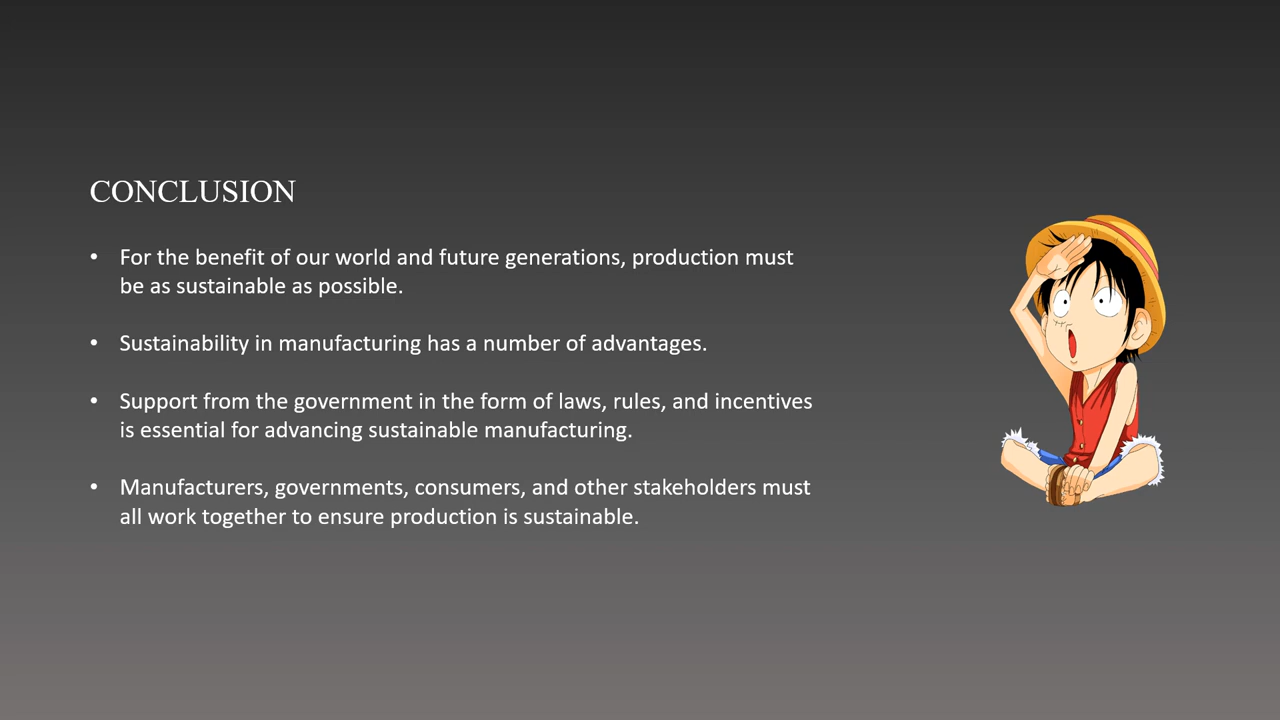 CONCLUSION
• For the benefit of our world and future generations, production must
be as sustainable as possible.
• Sustainability in manufacturing has a number of advantages.
• Support from the government in the form of laws, rules, and incentives
is essential for advancing sustainable manufacturing.
• Manufacturers, governments, consumers, and other stakeholders must
all work together to ensure production is sustainable.